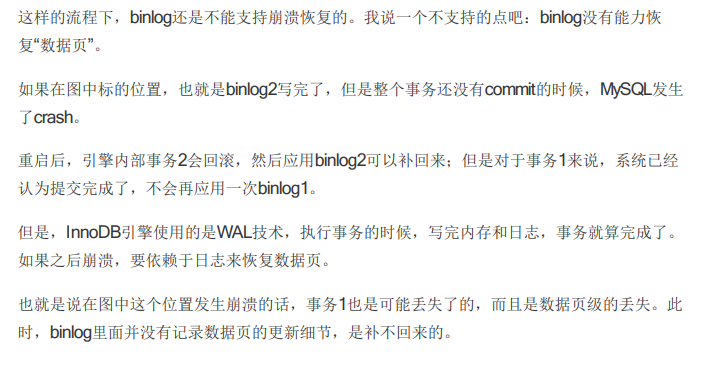 这样的流程下，binlog还是不能支持崩溃恢复的。我说一个不支持的点吧：binlog没有能力恢
复“数据页”。
如果在图中标的位置，也就是binlog2写完了，但是整个事务还没有commit的时候，MySQL发生
了crash。
重启后，引擎内部事务2会回滚，然后应用binlog2可以补回来；但是对于事务1来说，系统已经
认为提交完成了，不会再应用一次binlog1。
但是，InnoDB引擎使用的是WAL技术，执行事务的时候，写完内存和日志，事务就算完成了。
如果之后崩溃，要依赖于日志来恢复数据页。
也就是说在图中这个位置发生崩溃的话，事务1也是可能丢失了的，而且是数据页级的丢失。此
时，binlog里面并没有记录数据页的更新细节，是补不回来的。